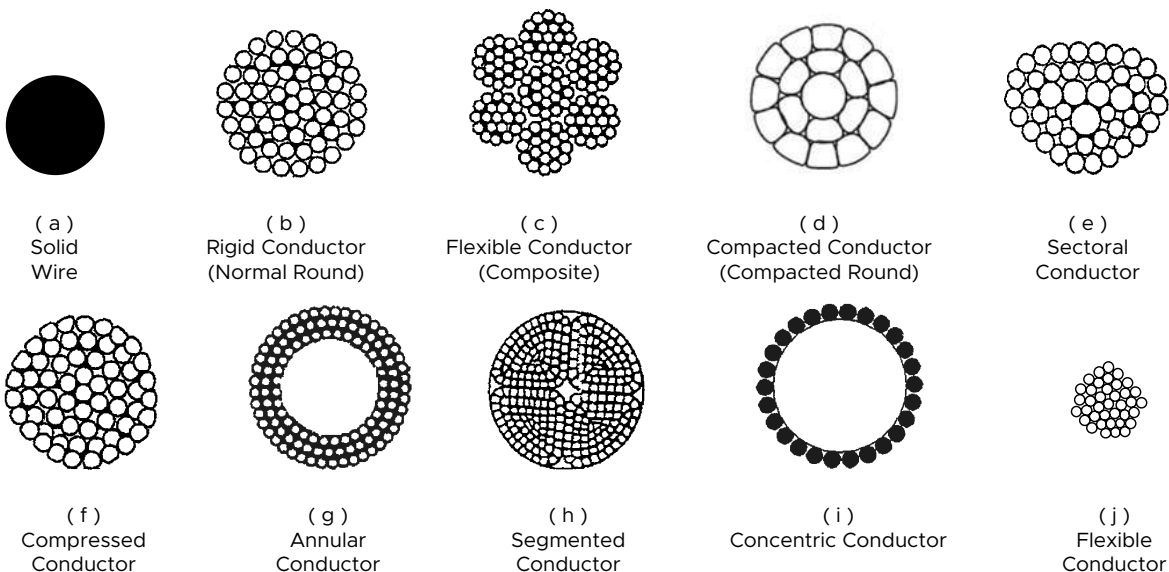 ( a )
Solid
Wire
( b )
Rigid Conductor
(Normal Round)
( c )
Flexible Conductor
(Composite)
( d )
Compacted Conductor
(Compacted Round)
( e )
Sectoral
Conductor
( f )
Compressed
Conductor
( g )
Annular
Conductor
( h )
Segmented
Conductor
( i )
Concentric Conductor
( j )
Flexible
Conductor